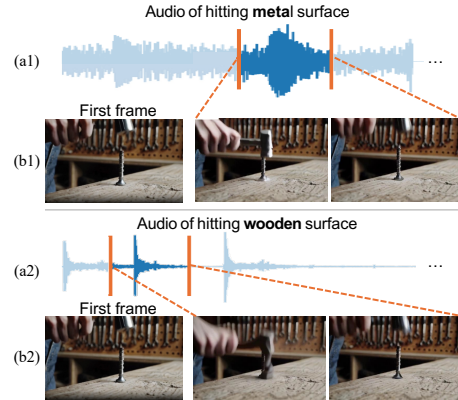 Audio of hitting metal surface
(a1)
...
First frame
(b1)
Audio of hitting wooden surface
(a2)
...
First frame
(b2)